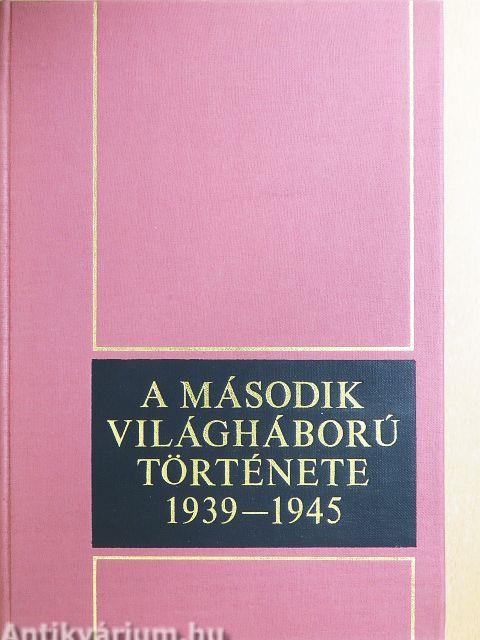 A MÁSODIK
VILÁGHÁBORÚ
TÖRTÉNETE
1939—1945
Antikvárium.hu